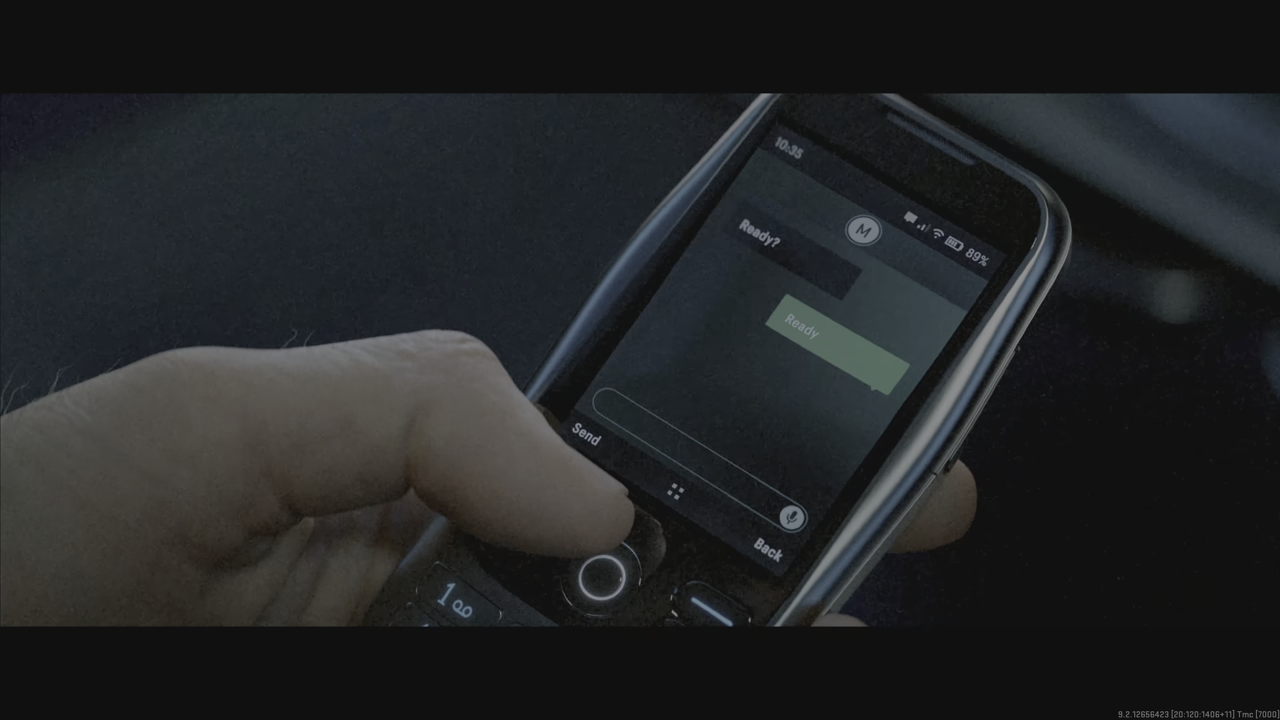 10:35
89%
M
Ready?
Ready
Send
Back
1
9.2.12656423 [20:120:1406+11] Tmc [7000]